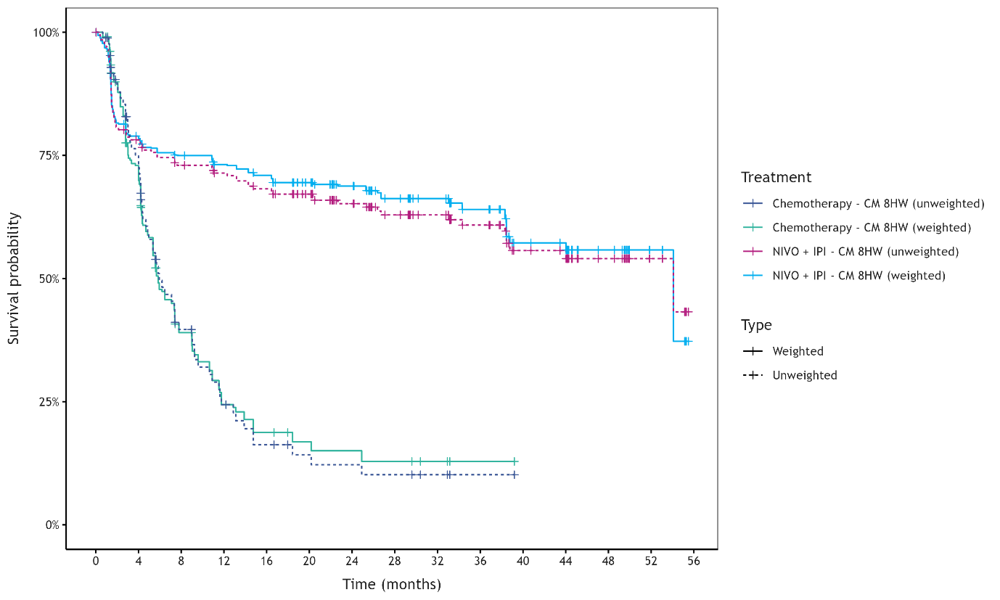 100%
75%
50%
25%
0%
Survival probability
0 4 8 12 16 20 24 28 32 36 40 44 48 52 56
Time (months)
Treatment
Chemotherapy - CM 8HW (unweighted)
Chemotherapy - CM 8HW (weighted)
NIVO + IPI - CM 8HW (unweighted)
NIVO + IPI - CM 8HW (weighted)
Type
Weighted
Unweighted